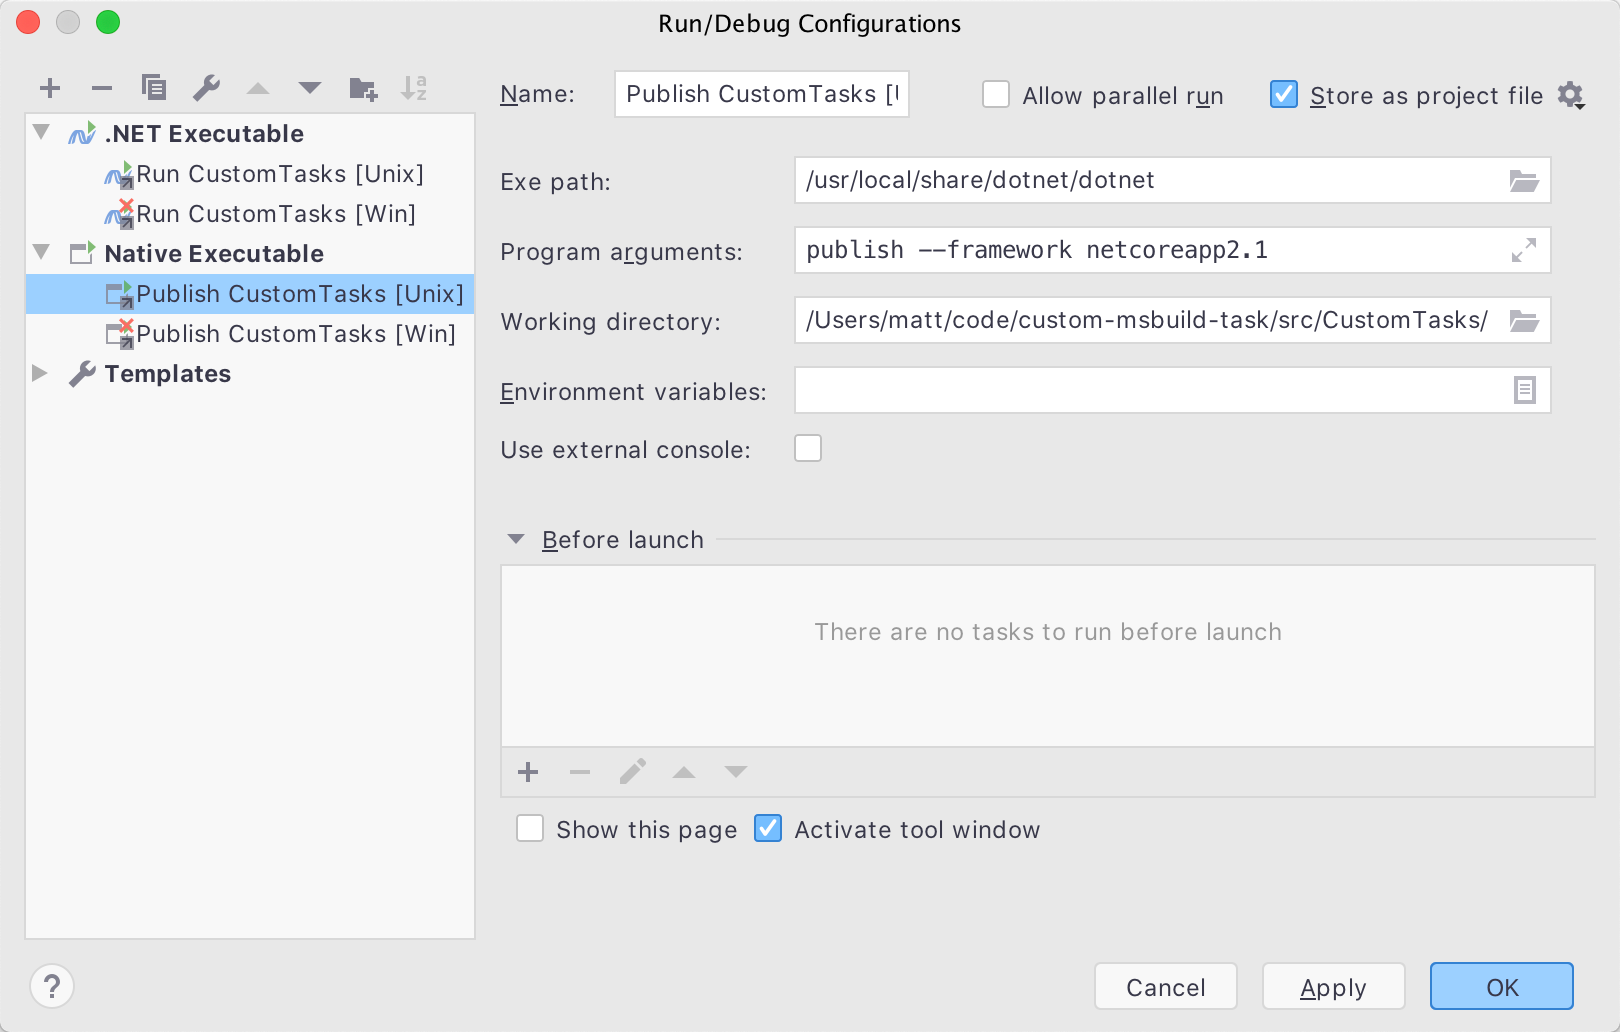 Run/Debug Configurations
Name: Publish CustomTasks [
Allow parallel run
Store as project file
.NET Executable
Run CustomTasks [Unix]
Run CustomTasks [Win]
Native Executable
Publish CustomTasks [Unix]
Publish CustomTasks [Win]
Templates
Exe path: /usr/local/share/dotnet/dotnet
Program arguments: publish --framework netcoreapp2.1
Working directory: /Users/matt/code/custom-msbuild-task/src/CustomTasks/
Environment variables:
Use external console:
Before launch
There are no tasks to run before launch
Show this page
Activate tool window
?
Cancel
Apply
OK